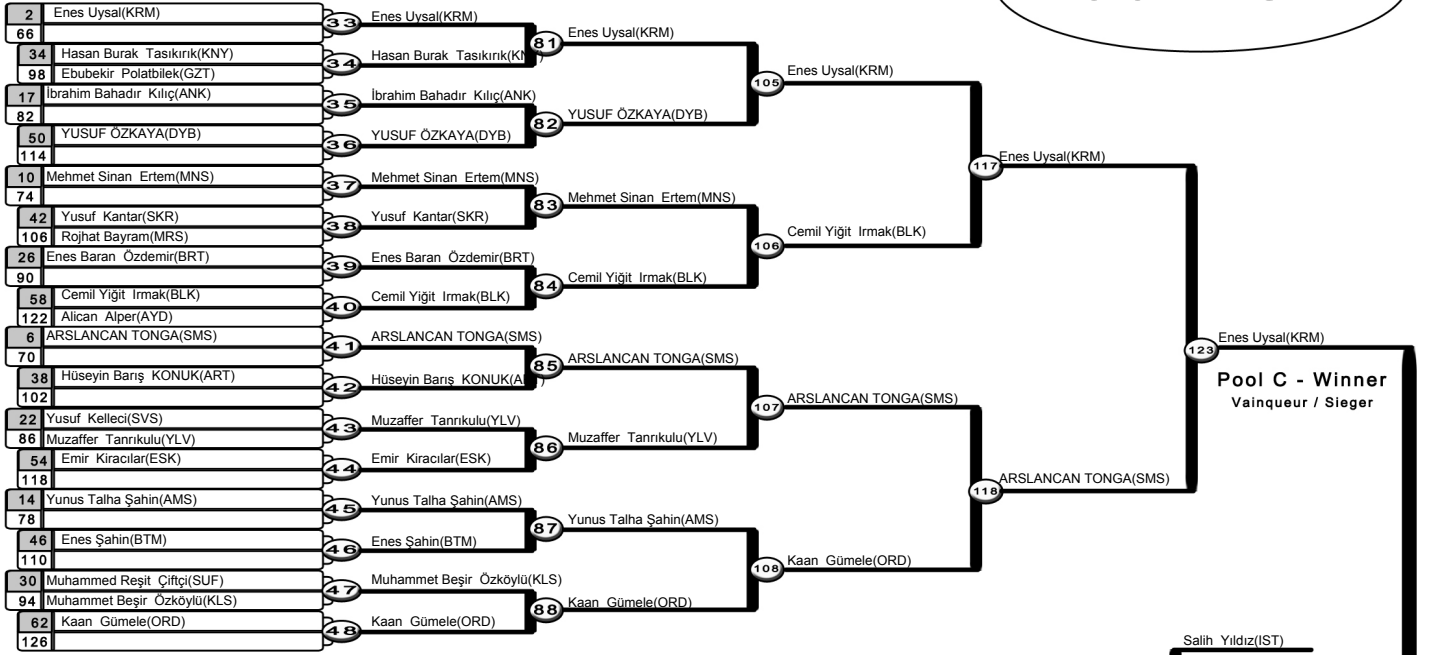 2 Enes Uysal(KRM)
66
34 Hasan Burak Tasıkırık(KNY)
98 Ebubekir Polatbilek(GZT)
17 İbrahim Bahadır Kılıç(ANK)
82
50 YUSUF ÖZKAYA(DYB)
114
10 Mehmet Sinan Ertem(MNS)
74
42 Yusuf Kantar(SKR)
106 Rojhat Bayram(MRS)
26 Enes Baran Özdemir(BRT)
90
58 Cemil Yiğit Irmak(BLK)
122 Alican Alper(AYD)
6 ARSLANCAN TONGA(SMS)
70
38 Hüseyin Barış KONUK(ART)
102
22 Yusuf Kelleci(SVS)
86 Muzaffer Tanrıkulu(YLV)
54 Emir Kiracılar(ESK)
118
14 Yunus Talha Şahin(AMS)
78
46 Enes Şahin(BTM)
110
30 Muhammed Reşit Çiftçi(SUF)
94 Muhammet Beşir Özköylü(KLS)
62 Kaan Gümele(ORD)
126
33 Enes Uysal(KRM)
34 Hasan Burak Tasıkırık(KNY)
35 İbrahim Bahadır Kılıç(ANK)
36 YUSUF ÖZKAYA(DYB)
37 Mehmet Sinan Ertem(MNS)
38 Yusuf Kantar(SKR)
39 Enes Baran Özdemir(BRT)
40 Cemil Yiğit Irmak(BLK)
41 ARSLANCAN TONGA(SMS)
42 Hüseyin Barış KONUK(A
43 Muzaffer Tanrıkulu(YLV)
44 Emir Kiracılar(ESK)
45 Yunus Talha Şahin(AMS)
46 Enes Şahin(BTM)
47 Muhammet Beşir Özköylü(KLS)
48 Kaan Gümele(ORD)
81 Enes Uysal(KRM)
82 YUSUF ÖZKAYA(DYB)
83 Mehmet Sinan Ertem(MNS)
84 Cemil Yiğit Irmak(BLK)
85 ARSLANCAN TONGA(SMS)
86 Muzaffer Tanrıkulu(YLV)
87 Yunus Talha Şahin(AMS)
88 Kaan Gümele(ORD)
105 Enes Uysal(KRM)
106 Cemil Yiğit Irmak(BLK)
107 ARSLANCAN TONGA(SMS)
108 Kaan Gümele(ORD)
117 Enes Uysal(KRM)
118 ARSLANCAN TONGA(SMS)
123 Enes Uysal(KRM)
Pool C - Winner
Vainqueur / Sieger
Salih Yıldız(IST)